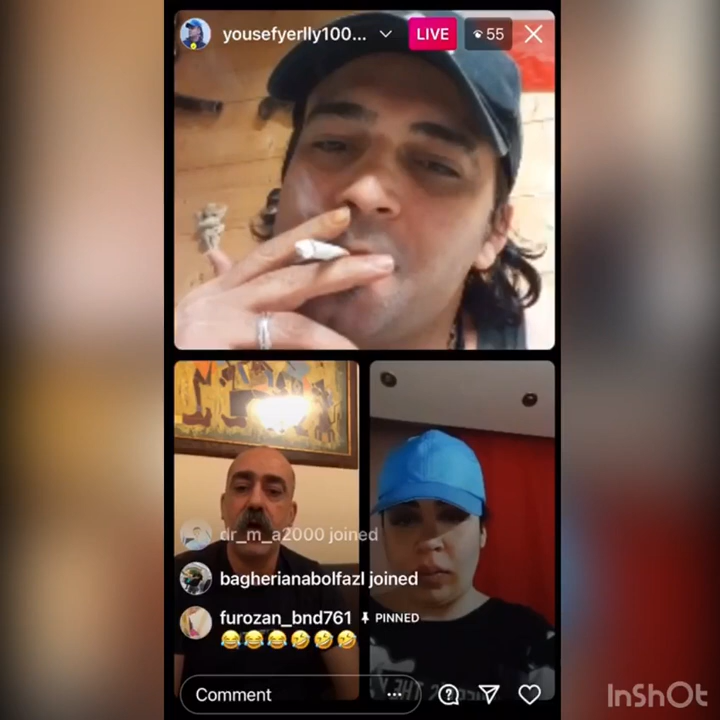 yousefyerlly100...
LIVE
55
dr_m_a2000 joined
bagherianabolfazl joined
furozan_bnd761 PINNED
😂😂😂🤣🤣🤣
Comment
InShOt